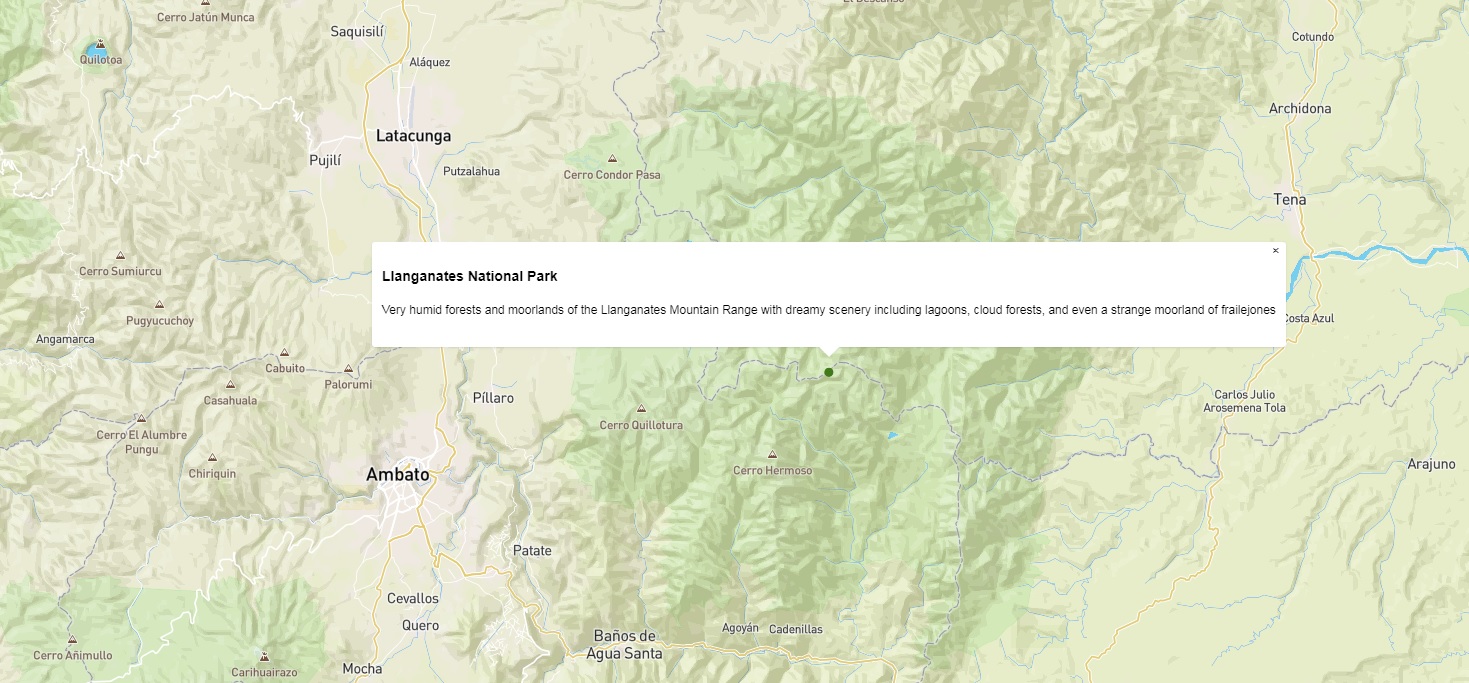 El Descanso
Cerro Jatún Munca
Saquisilí
Cotundo
Quilotoa
Aláquez
Archidona
Latacunga
Pujilí
Putzalahua
Cerro Condor Pasa
Tena
×
Llanganates National Park
Very humid forests and moorlands of the Llanganates Mountain Range with dreamy scenery including lagoons, cloud forests, and even a strange moorland of frailejones
Cerro Sumiurcu
Pugyucuchoy
Costa Azul
Angamarca
Cabuito
Palorumi
Casahuala
Píllaro
Carlos Julio
Arosemena Tola
Cerro Quillotura
Cerro El Alumbre
Pungu
Chiriquin
Ambato
Cerro Hermoso
Arajuno
Patate
Cevallos
Quero
Agoyán
Cadenillas
Baños de
Agua Santa
Cerro Añimullo
Carihuairazo
Mocha